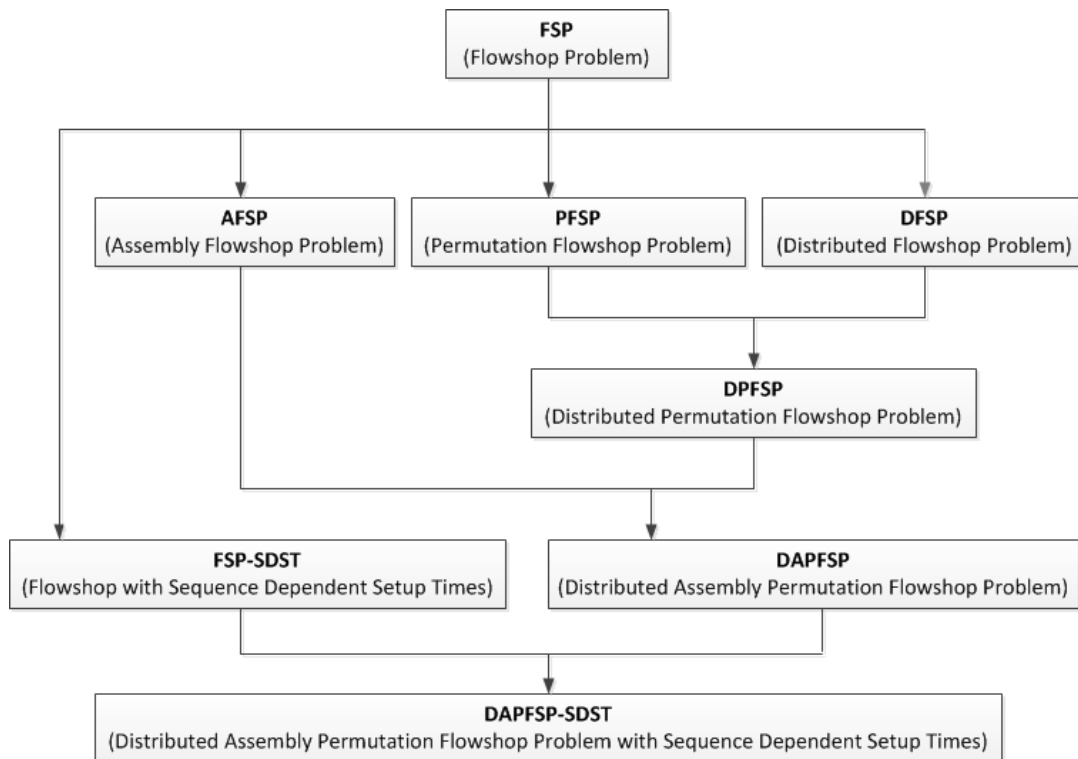 FSP
(Flowshop Problem)
AFSP
(Assembly Flowshop Problem)
PFSP
(Permutation Flowshop Problem)
DFSP
(Distributed Flowshop Problem)
DPFSP
(Distributed Permutation Flowshop Problem)
FSP-SDST
(Flowshop with Sequence Dependent Setup Times)
DAPFSP
(Distributed Assembly Permutation Flowshop Problem)
DAPFSP-SDST
(Distributed Assembly Permutation Flowshop Problem with Sequence Dependent Setup Times)